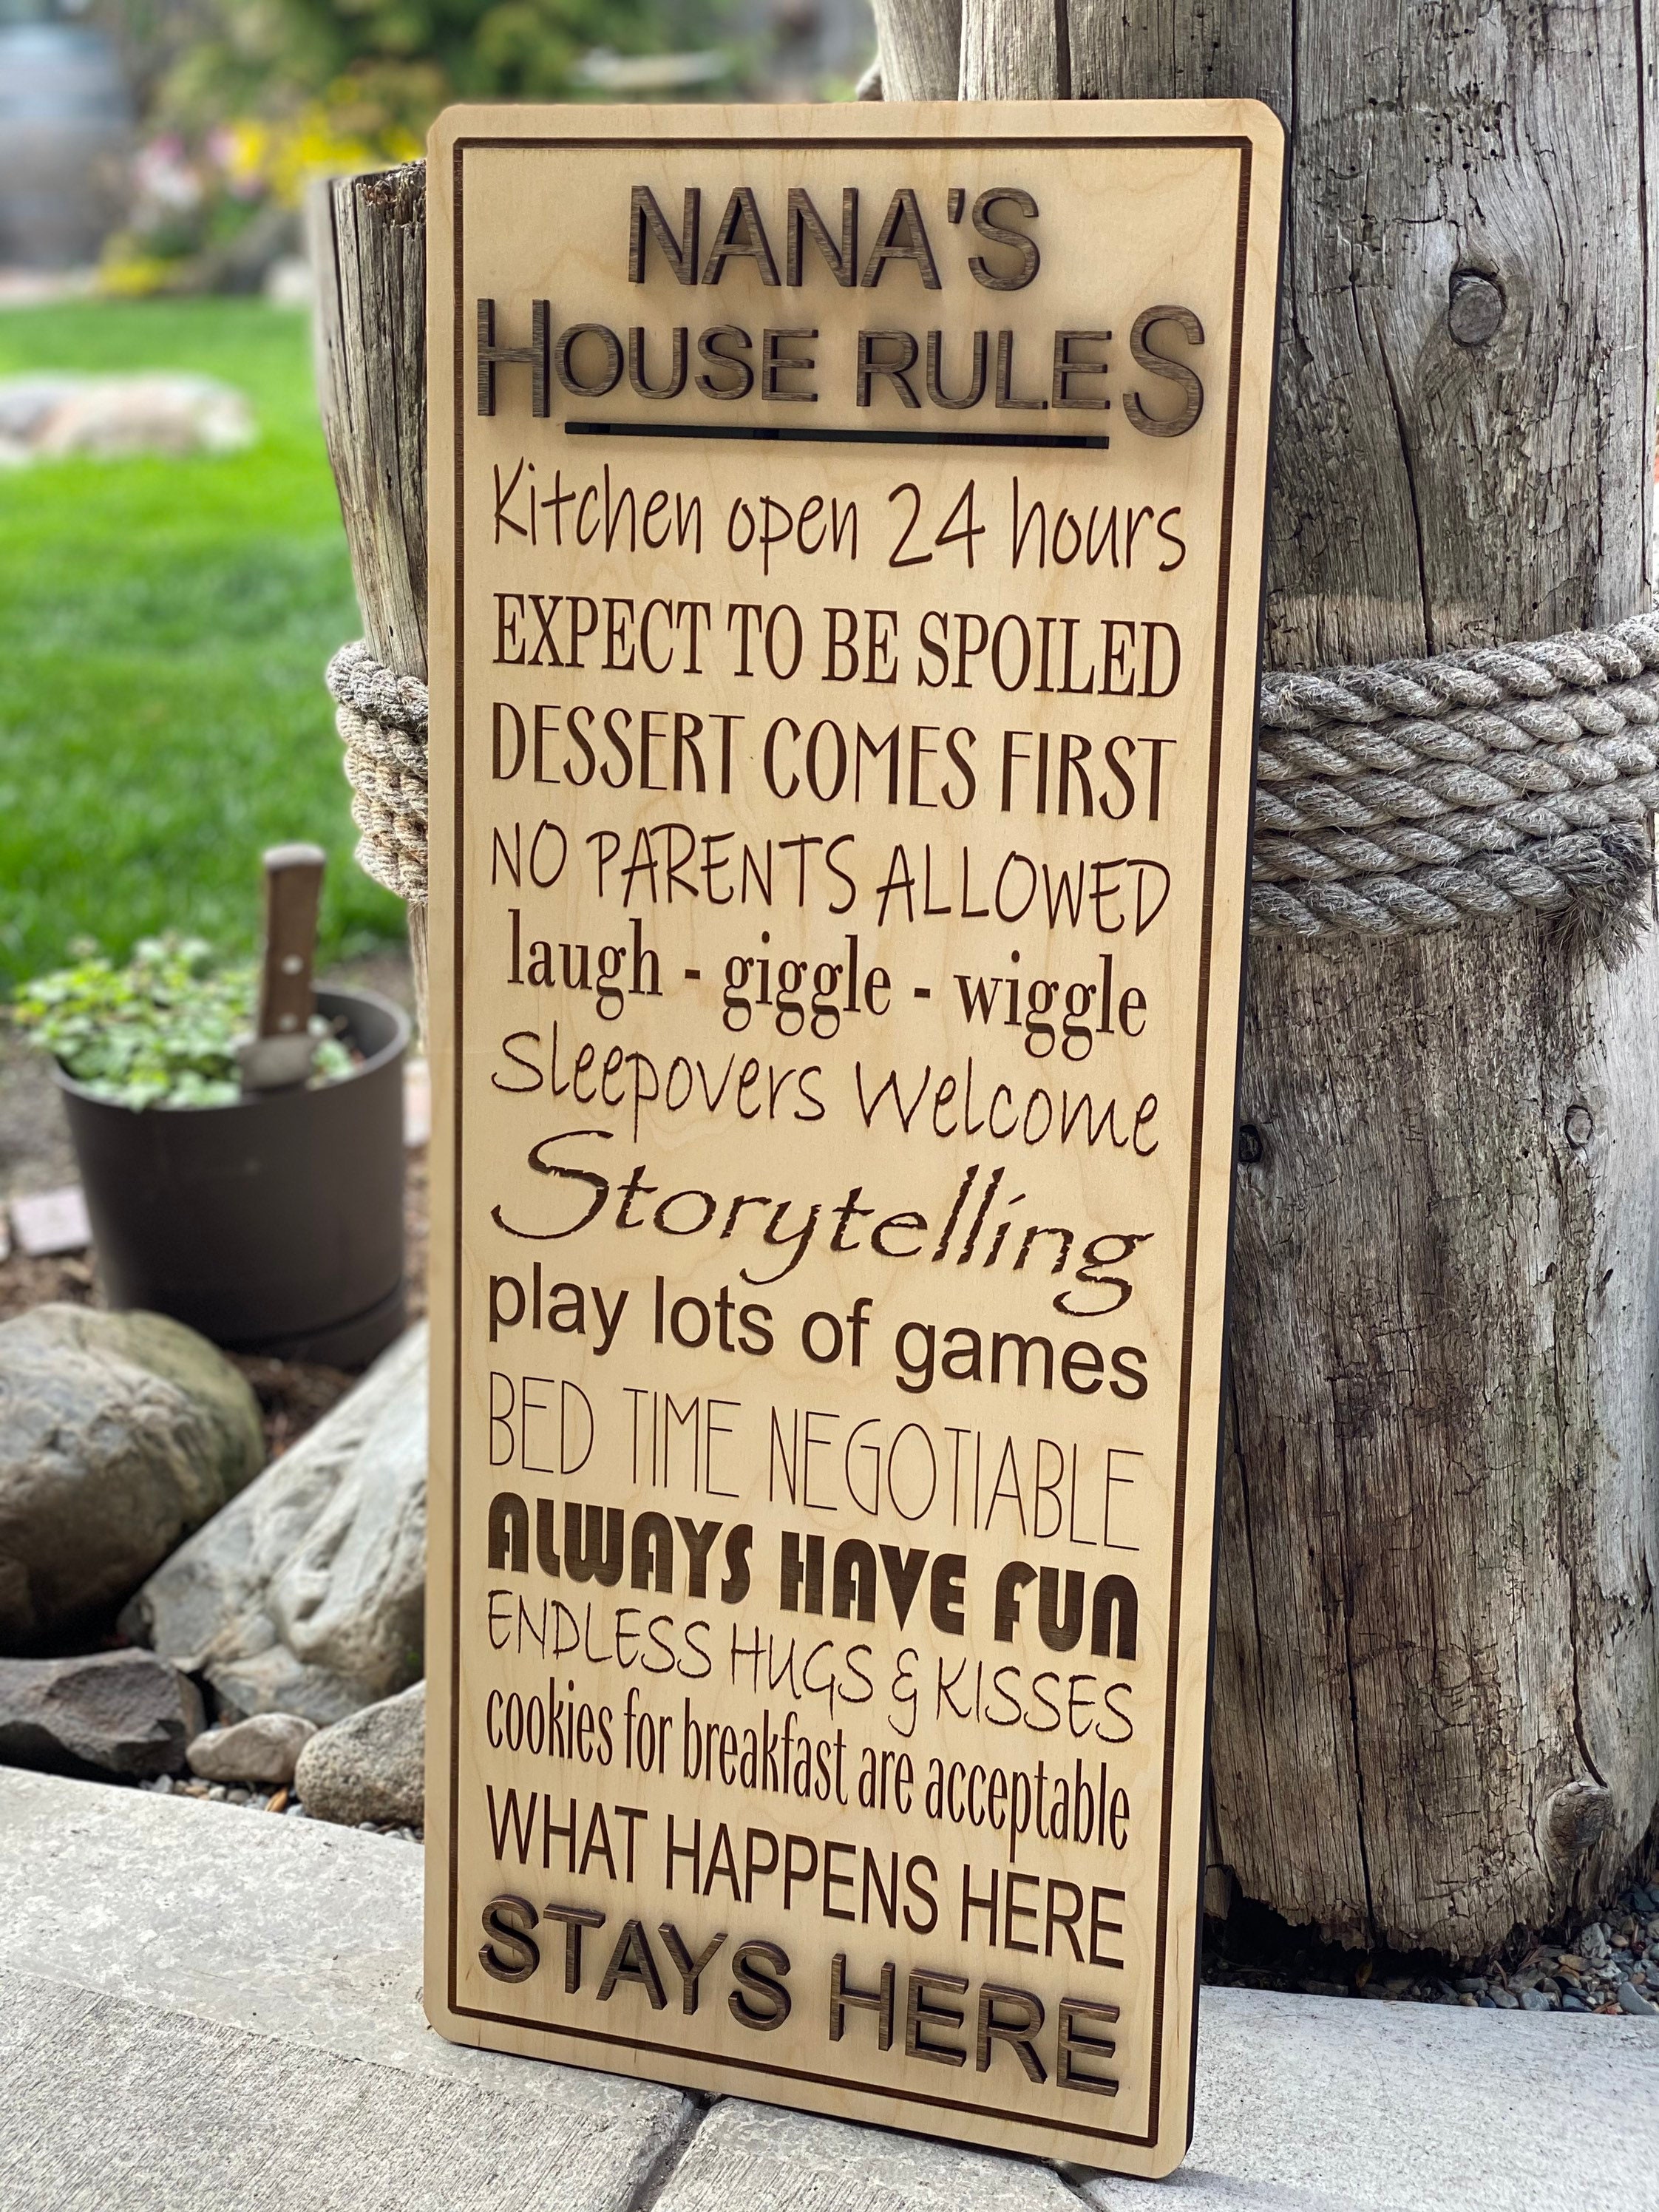 NANA'S
HOUSE RULES
Kitchen open 24 hours
EXPECT TO BE SPOILED
DESSERT COMES FIRST
NO PARENTS ALLOWED
laugh - giggle - wiggle
Sleepovers Welcome
Storytelling
play lots of games
BED TIME NEGOTIABLE
ALWAYS HAVE FUN
ENDLESS HUGS & KISSES
cookies for breakfast are acceptable
WHAT HAPPENS HERE
STAYS HERE